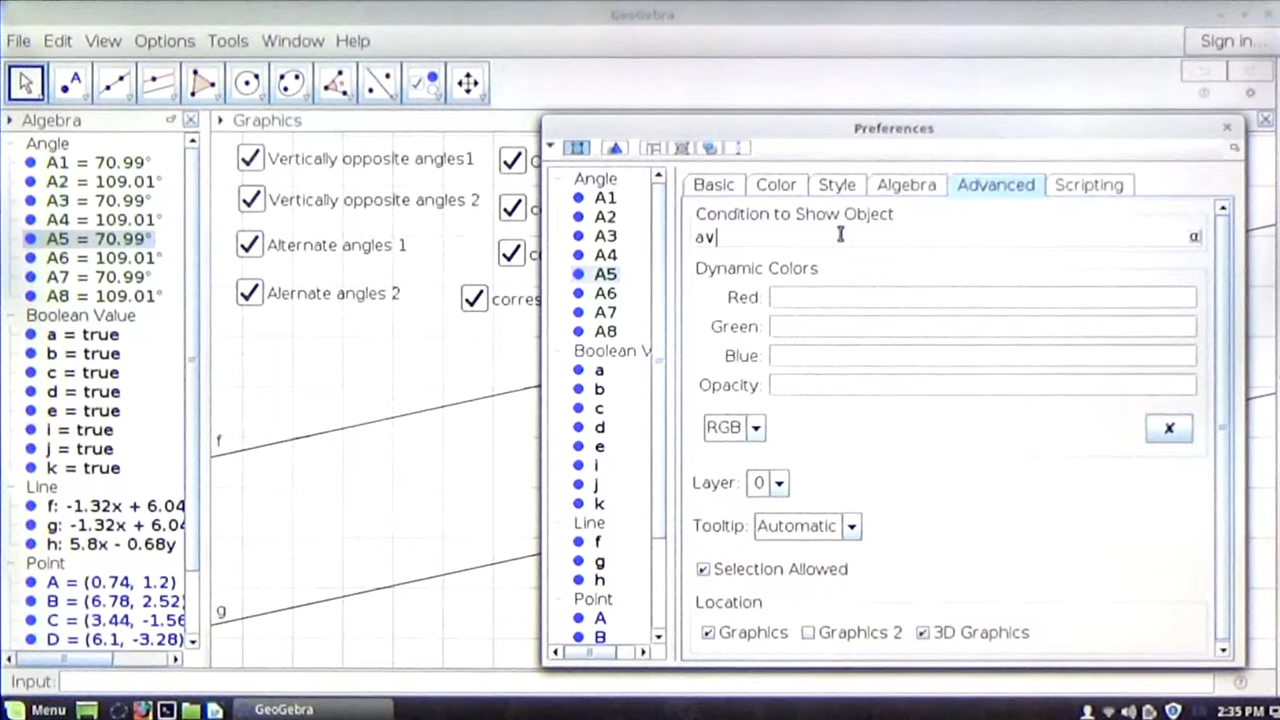 GeoGebra
File Edit View Options Tools Window Help
Sign in...
Algebra
Angle
A1 = 70.99°
A2 = 109.01°
A3 = 70.99°
A4 = 109.01°
A5 = 70.99°
A6 = 109.01°
A7 = 70.99°
A8 = 109.01°
Boolean Value
a = true
b = true
c = true
d = true
e = true
i = true
j = true
k = true
Line
f: -1.32x + 6.04
g: -1.32x + 6.04
h: 5.8x - 0.68y
Point
A = (0.74, 1.2)
B = (6.78, 2.52)
C = (3.44, -1.56
D = (6.1, -3.28)
Graphics
Vertically opposite angles1
Vertically opposite angles 2
Alternate angles 1
Alernate angles 2
corres
f
g
Preferences
Angle
A1
A2
A3
A4
A5
A6
A7
A8
Boolean V
a
b
c
d
e
i
j
k
Line
f
g
h
Point
A
B
Basic Color Style Algebra Advanced Scripting
Condition to Show Object
av
α
Dynamic Colors
Red:
Green:
Blue:
Opacity:
RGB
Layer: 0
Tooltip: Automatic
Selection Allowed
Location
Graphics Graphics 2 3D Graphics
Input:
Menu GeoGebra 2:35 PM